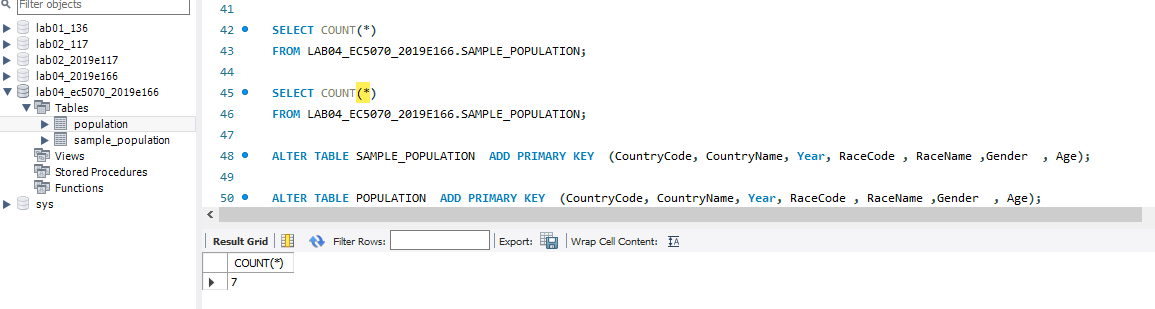 Filter objects
lab01_136
lab02_117
lab02_2019e117
lab04_2019e166
lab04_ec5070_2019e166
Tables
population
sample_population
Views
Stored Procedures
Functions
sys
41
42 SELECT COUNT(*)
43 FROM LAB04_EC5070_2019E166.SAMPLE_POPULATION;
44
45 SELECT COUNT(*)
46 FROM LAB04_EC5070_2019E166.SAMPLE_POPULATION;
47
48 ALTER TABLE SAMPLE_POPULATION ADD PRIMARY KEY (CountryCode, CountryName, Year, RaceCode , RaceName ,Gender , Age);
49
50 ALTER TABLE POPULATION ADD PRIMARY KEY (CountryCode, CountryName, Year, RaceCode , RaceName ,Gender , Age);
Result Grid Filter Rows: Export: Wrap Cell Content:
COUNT(*)
7